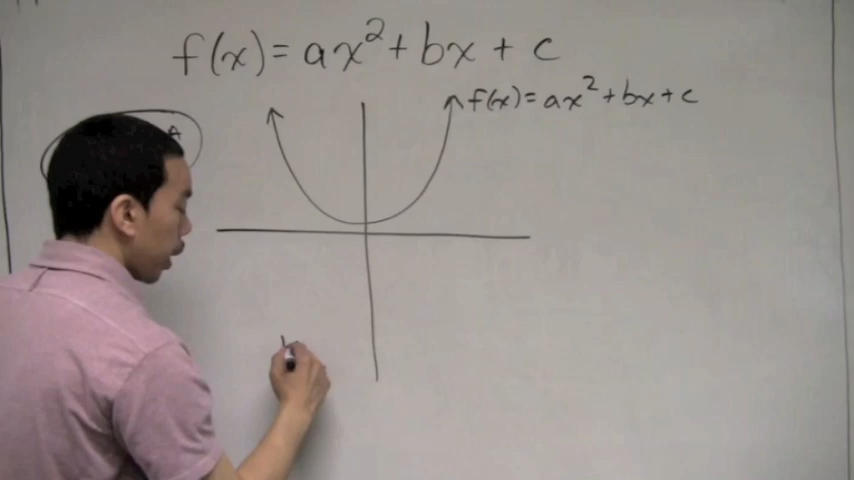 f(x) = ax² + bx + c
f(x) = ax² + bx + c